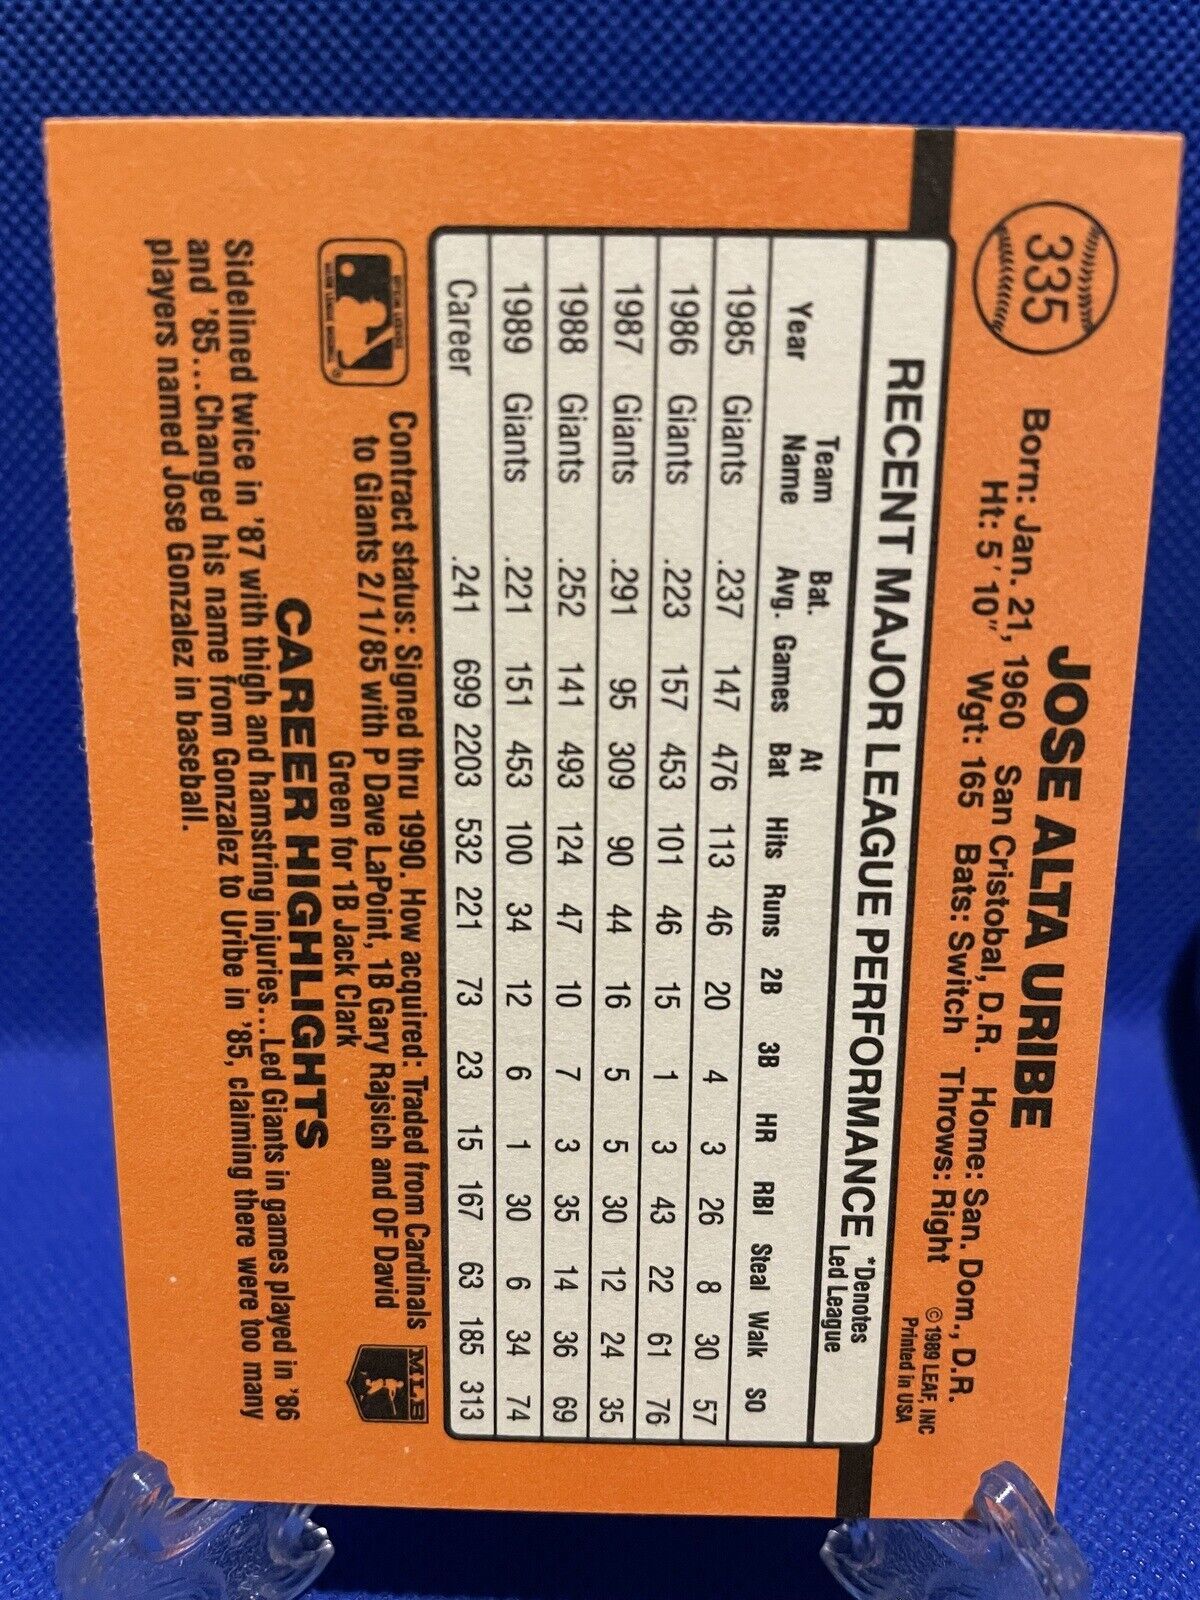 335
JOSE ALTA URIBE
Born: Jan. 21, 1960 San Cristobal, D.R. Home: San. Dom., D.R.
Ht: 5' 10" Wgt: 165 Bats: Switch Throws: Right
© 1989 LEAF, INC
Printed in USA
RECENT MAJOR LEAGUE PERFORMANCE *Denotes
Led League
Year Team Name Bat. Avg. Games At Bat Hits Runs 2B 3B HR RBI Steal Walk SO
1985 Giants .237 147 476 113 46 20 4 3 26 8 30 57
1986 Giants .223 157 453 101 46 15 1 3 43 22 61 76
1987 Giants .291 95 309 90 44 16 5 5 30 12 24 35
1988 Giants .252 141 493 124 47 10 7 3 35 14 36 69
1989 Giants .221 151 453 100 34 12 6 1 30 6 34 74
Career .241 699 2203 532 221 73 23 15 167 63 185 313
Contract status: Signed thru 1990. How acquired: Traded from Cardinals
to Giants 2/1/85 with P Dave LaPoint, 1B Gary Rajsich and OF David
Green for 1B Jack Clark
MLB
CAREER HIGHLIGHTS
Sidelined twice in '87 with thigh and hamstring injuries...Led Giants in games played in '86
and '85...Changed his name from Gonzalez to Uribe in '85, claiming there were too many
players named Jose Gonzalez in baseball.